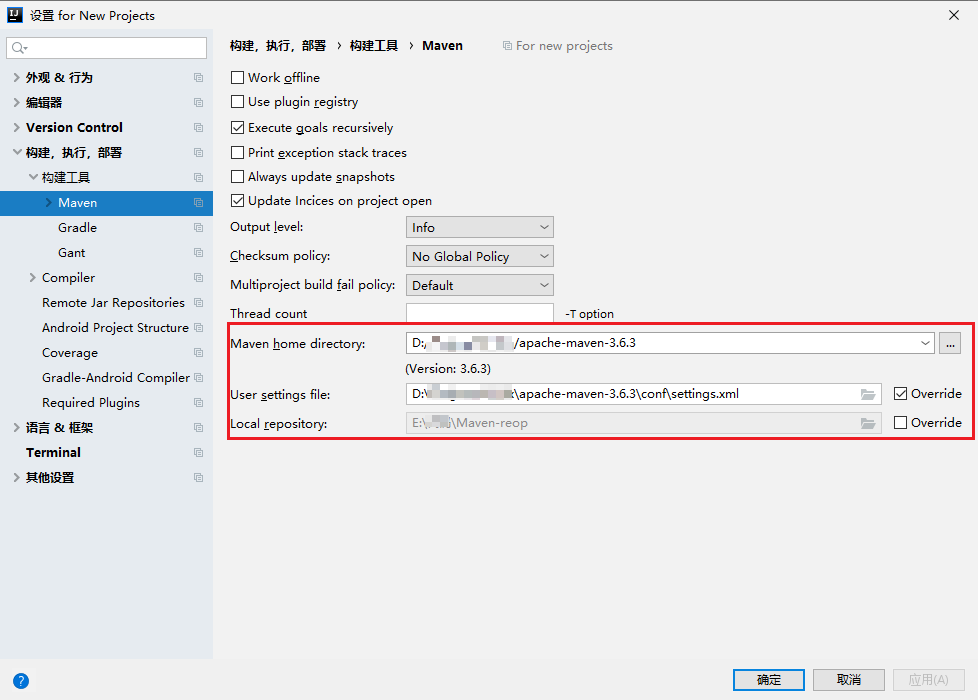 设置 for New Projects
构建，执行，部署 › 构建工具 › Maven For new projects
外观 & 行为
编辑器
Version Control
构建，执行，部署
构建工具
Maven
Gradle
Gant
Compiler
Remote Jar Repositories
Android Project Structure
Coverage
Gradle-Android Compiler
Required Plugins
语言 & 框架
Terminal
其他设置
Work offline
Use plugin registry
Execute goals recursively
Print exception stack traces
Always update snapshots
Update Incices on project open
Output level: Info
Checksum policy: No Global Policy
Multiproject build fail policy: Default
Thread count -T option
Maven home directory: D:/ /apache-maven-3.6.3 ...
(Version: 3.6.3)
User settings file: D:\ \apache-maven-3.6.3\conf\settings.xml Override
Local repository: E:\ \Maven-reop Override
? 确定 取消 应用(A)